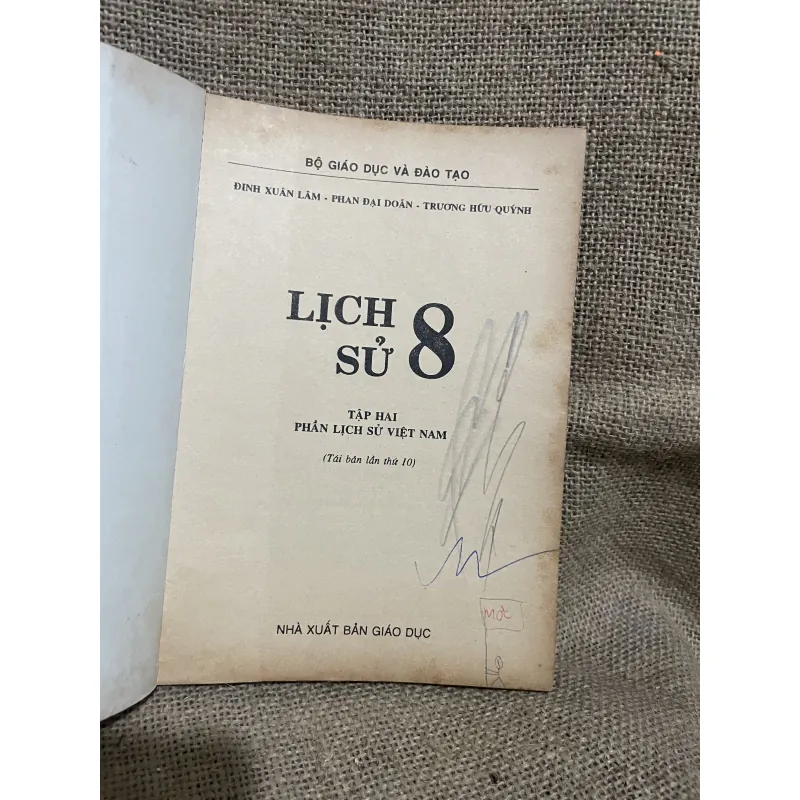 BỘ GIÁO DỤC VÀ ĐÀO TẠO
ĐINH XUÂN LÂM - PHAN ĐẠI DOÃN - TRƯƠNG HỮU QUÝNH
LỊCH
SỬ 8
TẬP HAI
PHẦN LỊCH SỬ VIỆT NAM
(Tái bản lần thứ 10)
NHÀ XUẤT BẢN GIÁO DỤC